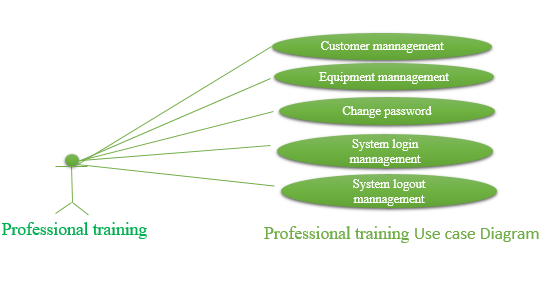 Customer mannagement
Equipment mannagement
Change password
System login
mannagement
System logout
mannagement
Professional training
Professional training Use case Diagram